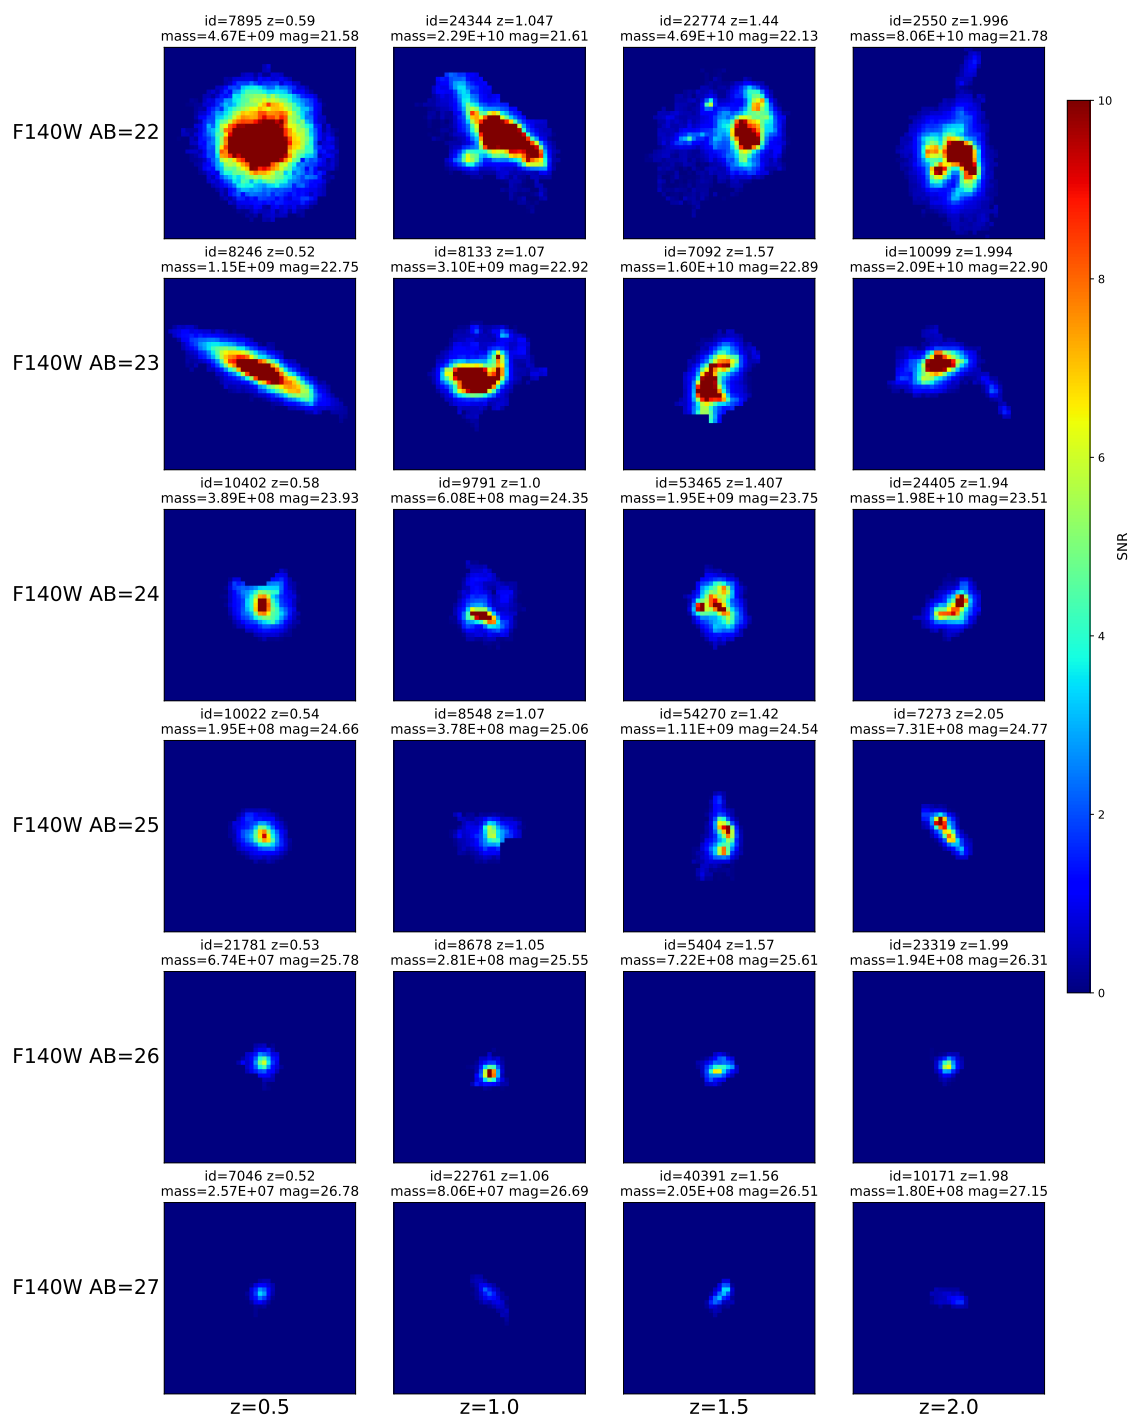 id=7895 z=0.59
mass=4.67E+09 mag=21.58
id=24344 z=1.047
mass=2.29E+10 mag=21.61
id=22774 z=1.44
mass=4.69E+10 mag=22.13
id=2550 z=1.996
mass=8.06E+10 mag=21.78
F140W AB=22
id=8246 z=0.52
mass=1.15E+09 mag=22.75
id=8133 z=1.07
mass=3.10E+09 mag=22.92
id=7092 z=1.57
mass=1.60E+10 mag=22.89
id=10099 z=1.994
mass=2.09E+10 mag=22.90
F140W AB=23
id=10402 z=0.58
mass=3.89E+08 mag=23.93
id=9791 z=1.0
mass=6.08E+08 mag=24.35
id=53465 z=1.407
mass=1.95E+09 mag=23.75
id=24405 z=1.94
mass=1.98E+10 mag=23.51
F140W AB=24
id=10022 z=0.54
mass=1.95E+08 mag=24.66
id=8548 z=1.07
mass=3.78E+08 mag=25.06
id=54270 z=1.42
mass=1.11E+09 mag=24.54
id=7273 z=2.05
mass=7.31E+08 mag=24.77
F140W AB=25
id=21781 z=0.53
mass=6.74E+07 mag=25.78
id=8678 z=1.05
mass=2.81E+08 mag=25.55
id=5404 z=1.57
mass=7.22E+08 mag=25.61
id=23319 z=1.99
mass=1.94E+08 mag=26.31
F140W AB=26
id=7046 z=0.52
mass=2.57E+07 mag=26.78
id=22761 z=1.06
mass=8.06E+07 mag=26.69
id=40391 z=1.56
mass=2.05E+08 mag=26.51
id=10171 z=1.98
mass=1.80E+08 mag=27.15
F140W AB=27
z=0.5
z=1.0
z=1.5
z=2.0
10
8
6
4
2
0
SNR